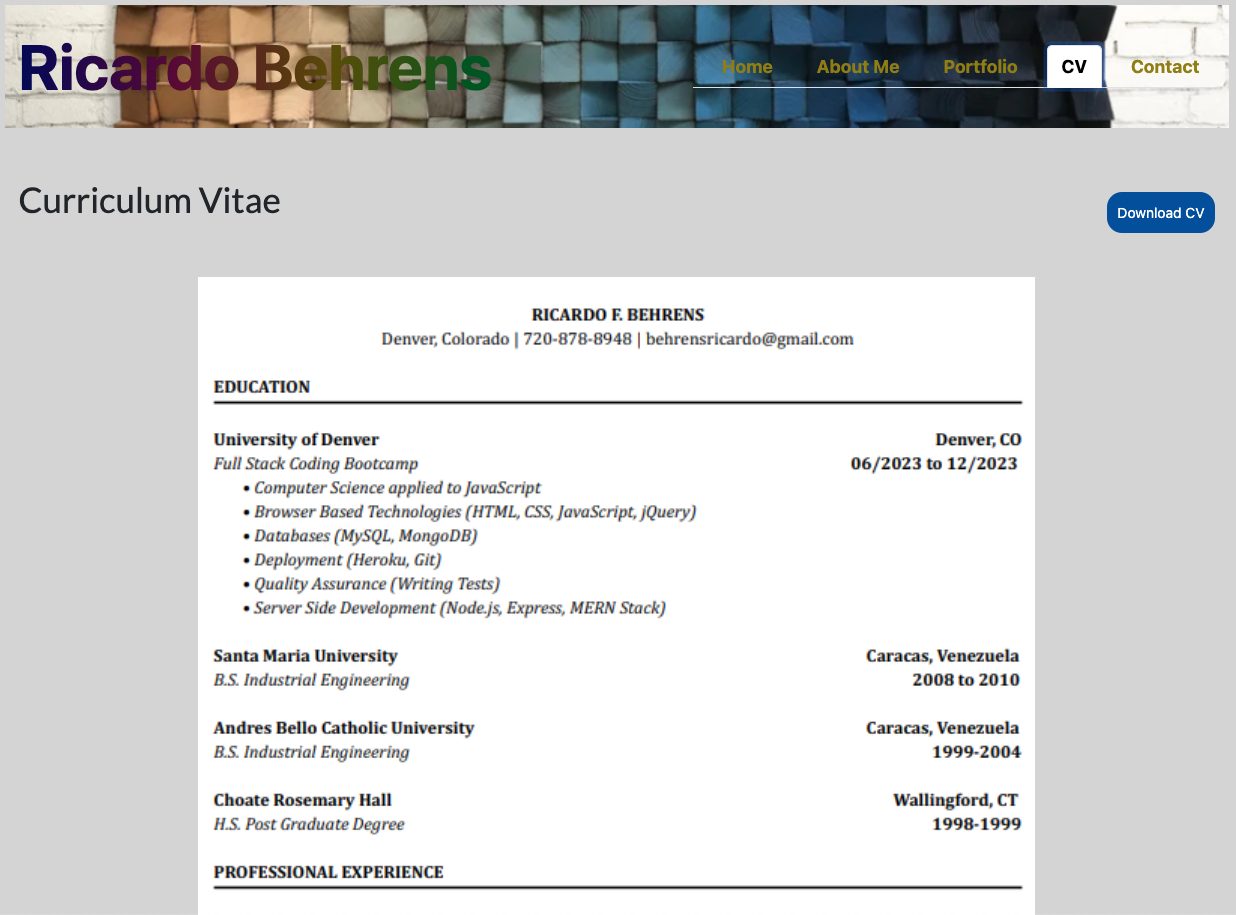 Ricardo Behrens
Home About Me Portfolio CV Contact
Curriculum Vitae
Download CV
RICARDO F. BEHRENS
Denver, Colorado | 720-878-8948 | behrensricardo@gmail.com
EDUCATION
University of Denver Denver, CO
Full Stack Coding Bootcamp 06/2023 to 12/2023
• Computer Science applied to JavaScript
• Browser Based Technologies (HTML, CSS, JavaScript, jQuery)
• Databases (MySQL, MongoDB)
• Deployment (Heroku, Git)
• Quality Assurance (Writing Tests)
• Server Side Development (Node.js, Express, MERN Stack)
Santa Maria University Caracas, Venezuela
B.S. Industrial Engineering 2008 to 2010
Andres Bello Catholic University Caracas, Venezuela
B.S. Industrial Engineering 1999-2004
Choate Rosemary Hall Wallingford, CT
H.S. Post Graduate Degree 1998-1999
PROFESSIONAL EXPERIENCE